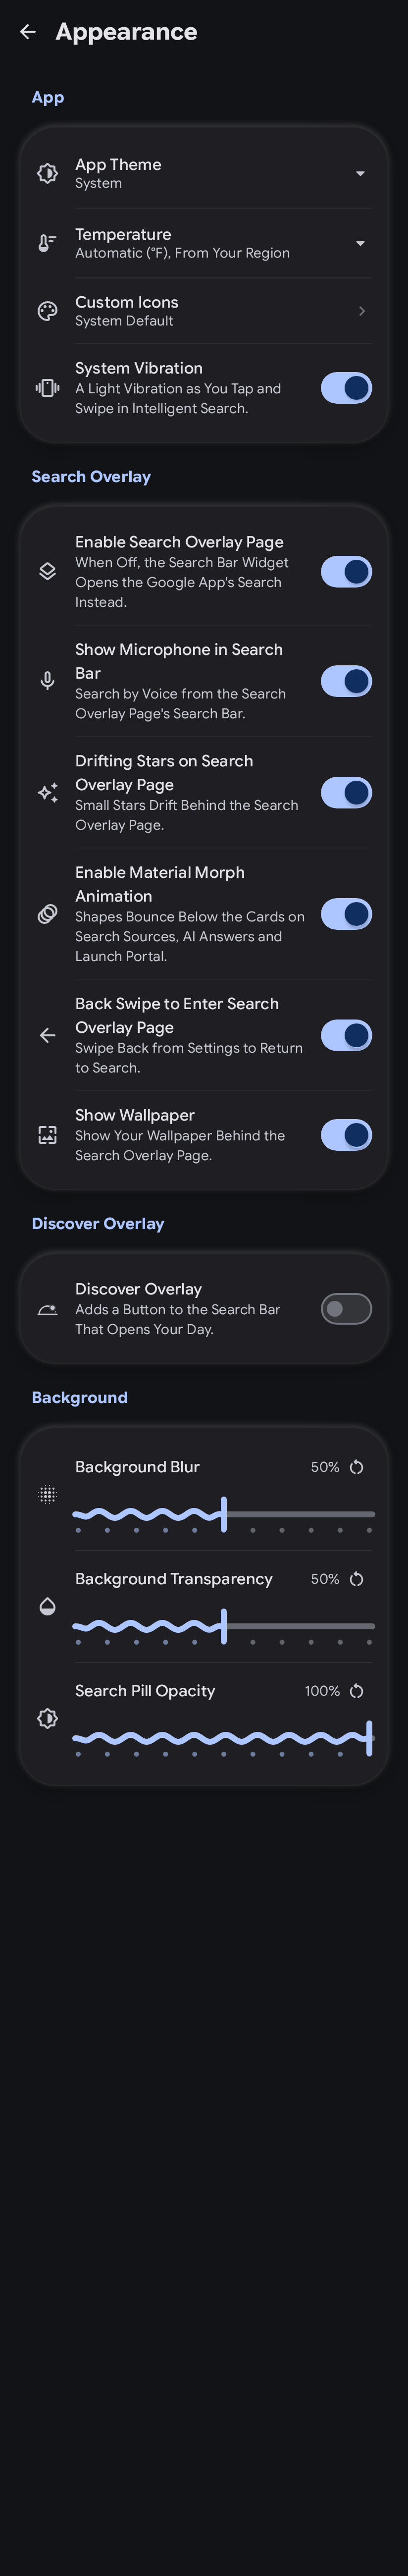 Appearance
App
App Theme
System
Temperature
Automatic (°F), From Your Region
Custom Icons
System Default
System Vibration
A Light Vibration as You Tap and
Swipe in Intelligent Search.
Search Overlay
Enable Search Overlay Page
When Off, the Search Bar Widget
Opens the Google App's Search
Instead.
Show Microphone in Search
Bar
Search by Voice from the Search
Overlay Page's Search Bar.
Drifting Stars on Search
Overlay Page
Small Stars Drift Behind the Search
Overlay Page.
Enable Material Morph
Animation
Shapes Bounce Below the Cards on
Search Sources, AI Answers and
Launch Portal.
Back Swipe to Enter Search
Overlay Page
Swipe Back from Settings to Return
to Search.
Show Wallpaper
Show Your Wallpaper Behind the
Search Overlay Page.
Discover Overlay
Discover Overlay
Adds a Button to the Search Bar
That Opens Your Day.
Background
Background Blur 50%
Background Transparency 50%
Search Pill Opacity 100%